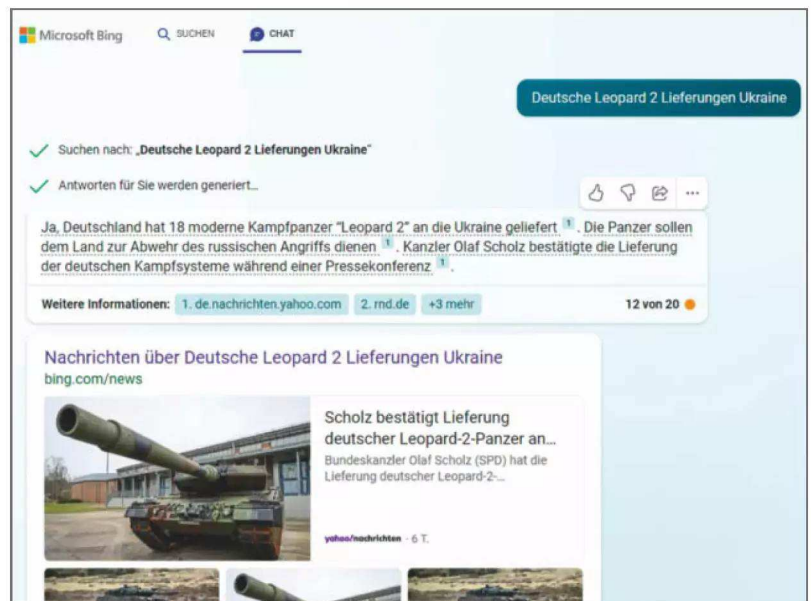 Microsoft Bing
SUCHEN
CHAT
Deutsche Leopard 2 Lieferungen Ukraine
Suchen nach: „Deutsche Leopard 2 Lieferungen Ukraine“
Antworten für Sie werden generiert…
Ja, Deutschland hat 18 moderne Kampfpanzer “Leopard 2” an die Ukraine geliefert 1 . Die Panzer sollen
dem Land zur Abwehr des russischen Angriffs dienen 1 . Kanzler Olaf Scholz bestätigte die Lieferung
der deutschen Kampfsysteme während einer Pressekonferenz 1 .
Weitere Informationen: 1. de.nachrichten.yahoo.com 2. rnd.de +3 mehr 12 von 20
Nachrichten über Deutsche Leopard 2 Lieferungen Ukraine
bing.com/news
Scholz bestätigt Lieferung
deutscher Leopard-2-Panzer an…
Bundeskanzler Olaf Scholz (SPD) hat die
Lieferung deutscher Leopard-2-…
yahoo/nachrichten · 6 T.